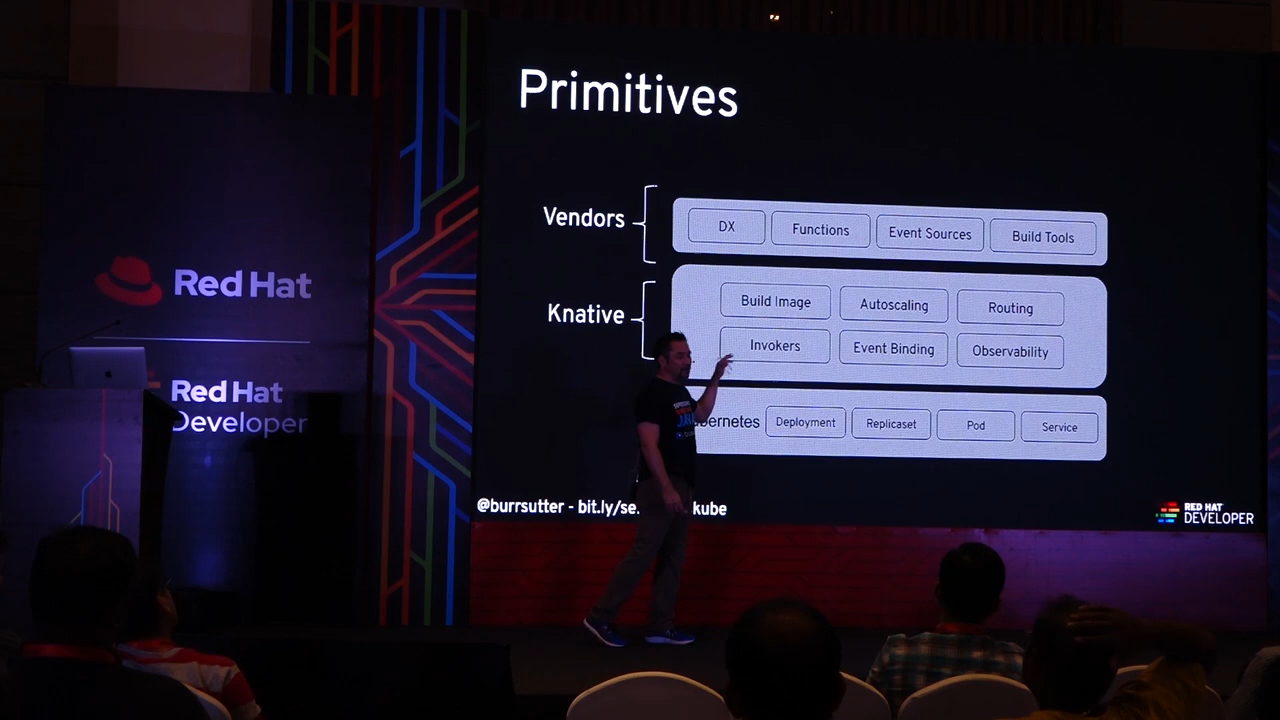 Primitives
Vendors
DX
Functions
Event Sources
Build Tools
Knative
Build Image
Autoscaling
Routing
Invokers
Event Binding
Observability
bernetes
Deployment
Replicaset
Pod
Service
@burrsutter - bit.ly/se
kube
RED HAT
DEVELOPER
Red Hat
Red Hat
Developer